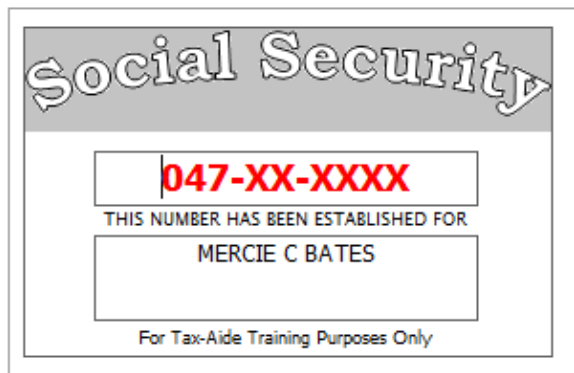 Social Security
047-XX-XXXX
THIS NUMBER HAS BEEN ESTABLISHED FOR
MERCIE C BATES
For Tax-Aide Training Purposes Only